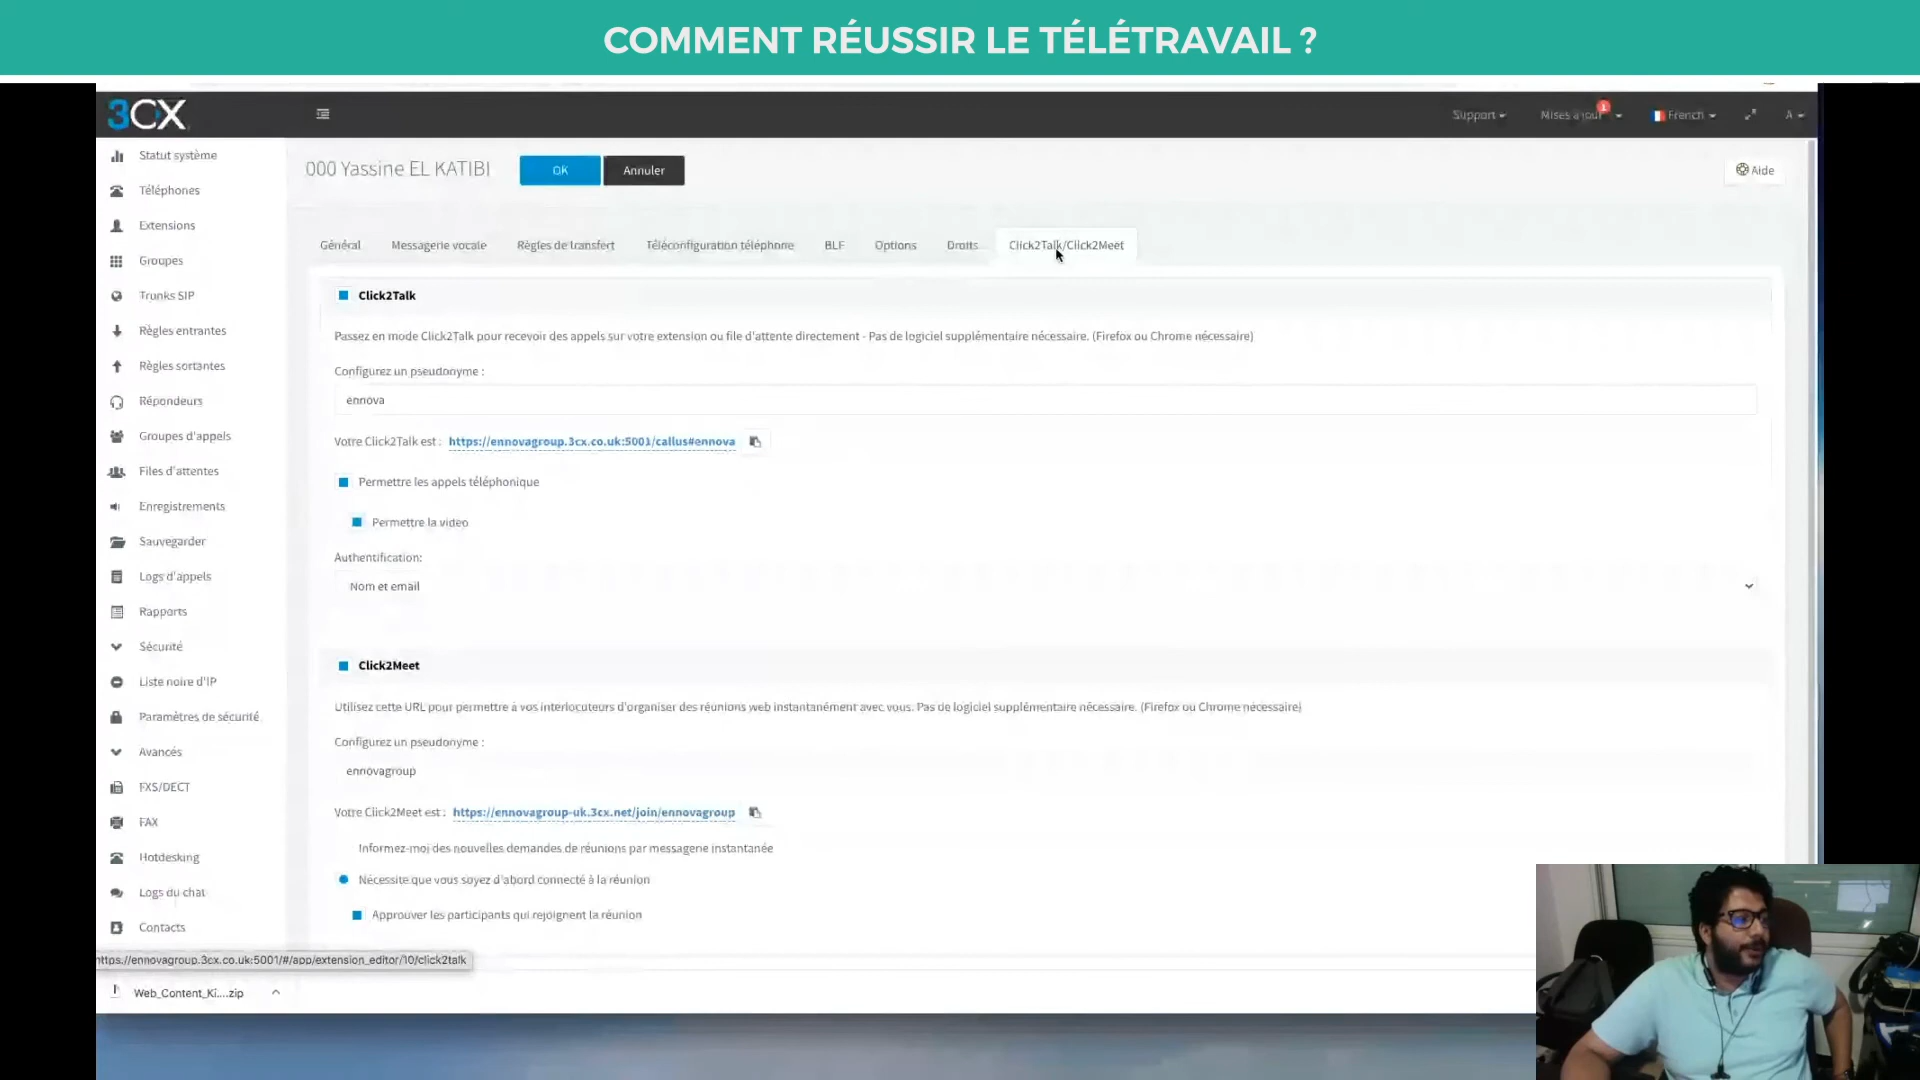 COMMENT RÉUSSIR LE TÉLÉTRAVAIL ?
3CX
Support
Mises à jour
1
French
A
Statut système
Téléphones
Extensions
Groupes
Trunks SIP
Règles entrantes
Règles sortantes
Répondeurs
Groupes d'appels
Files d'attentes
Enregistrements
Sauvegarder
Logs d'appels
Rapports
Sécurité
Liste noire d'IP
Paramètres de sécurité
Avancés
FXS/DECT
FAX
Hotdesking
Logs du chat
Contacts
000 Yassine EL KATIBI
OK
Annuler
Aide
Général
Messagerie vocale
Règles de transfert
Téléconfiguration téléphone
BLF
Options
Droits
Click2Talk/Click2Meet
Click2Talk
Passez en mode Click2Talk pour recevoir des appels sur votre extension ou file d'attente directement - Pas de logiciel supplémentaire nécessaire. (Firefox ou Chrome nécessaire)
Configurez un pseudonyme :
ennova
Votre Click2Talk est : https://ennovagroup.3cx.co.uk:5001/callus#ennova
Permettre les appels téléphonique
Permettre la video
Authentification:
Nom et email
Click2Meet
Utilisez cette URL pour permettre à vos interlocuteurs d'organiser des réunions web instantanément avec vous. Pas de logiciel supplémentaire nécessaire. (Firefox ou Chrome nécessaire)
Configurez un pseudonyme :
ennovagroup
Votre Click2Meet est : https://ennovagroup-uk.3cx.net/join/ennovagroup
Informez-moi des nouvelles demandes de réunions par messagerie instantanée
Nécessite que vous soyez d'abord connecté à la réunion
Approuver les participants qui rejoignent la réunion
https://ennovagroup.3cx.co.uk:5001/#/app/extension_editor/10/click2talk
Web_Content_Ki....zip